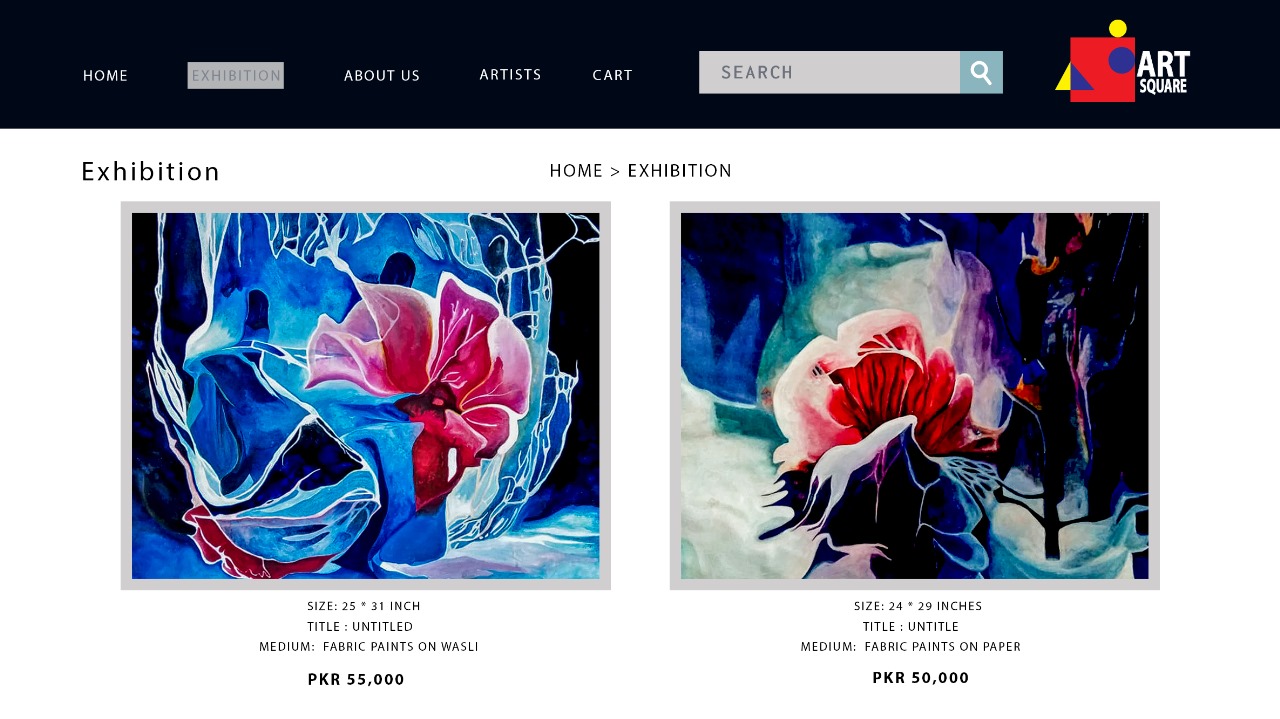 HOME
EXHIBITION
ABOUT US
ARTISTS
CART
SEARCH
ART
SQUARE
Exhibition
HOME > EXHIBITION
SIZE: 25 * 31 INCH
TITLE : UNTITLED
MEDIUM: FABRIC PAINTS ON WASLI
PKR 55,000
SIZE: 24 * 29 INCHES
TITLE : UNTITLE
MEDIUM: FABRIC PAINTS ON PAPER
PKR 50,000